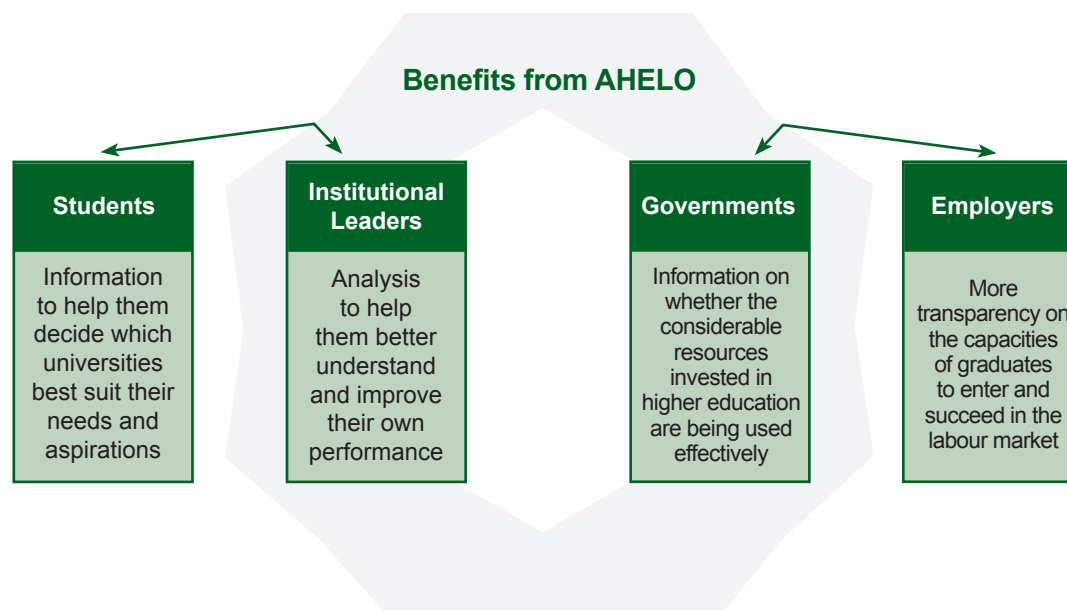 Benefits from AHELO
Students
Information
to help them
decide which
universities
best suit their
needs and
aspirations
Institutional
Leaders
Analysis
to help
them better
understand
and improve
their own
performance
Governments
Information on
whether the
considerable
resources
invested in
higher education
are being used
effectively
Employers
More
transparency on
the capacities
of graduates
to enter and
succeed in the
labour market